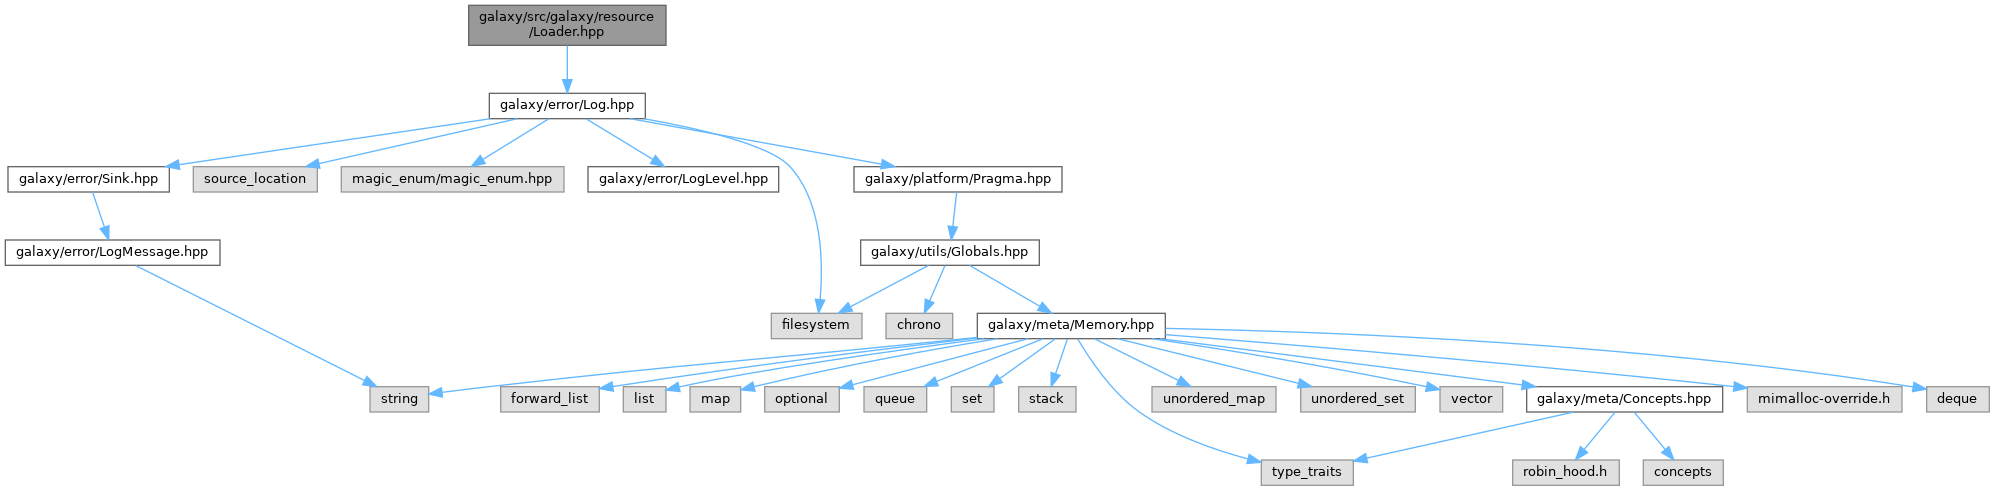 galaxy/src/galaxy/resource
/Loader.hpp
galaxy/error/Log.hpp
galaxy/error/Sink.hpp
source_location
magic_enum/magic_enum.hpp
galaxy/error/LogLevel.hpp
galaxy/platform/Pragma.hpp
galaxy/error/LogMessage.hpp
galaxy/utils/Globals.hpp
filesystem
chrono
galaxy/meta/Memory.hpp
string
forward_list
list
map
optional
queue
set
stack
unordered_map
unordered_set
vector
galaxy/meta/Concepts.hpp
mimalloc-override.h
deque
type_traits
robin_hood.h
concepts